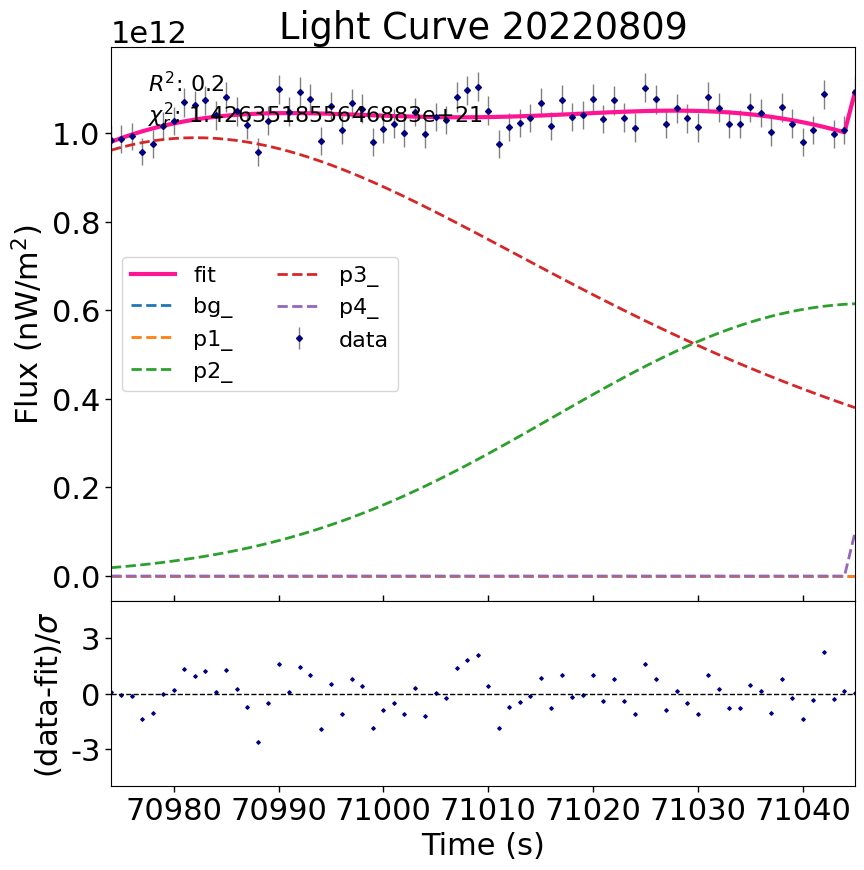 Light Curve 20220809
1e12
R²: 0.2
χ²ᵣ: 1.426351855646883e+21
Flux (nW/m²)
1.0
0.8
0.6
0.4
0.2
0.0
fit
bg_
p1_
p2_
p3_
p4_
data
(data-fit)/σ
3
0
-3
70980 70990 71000 71010 71020 71030 71040
Time (s)